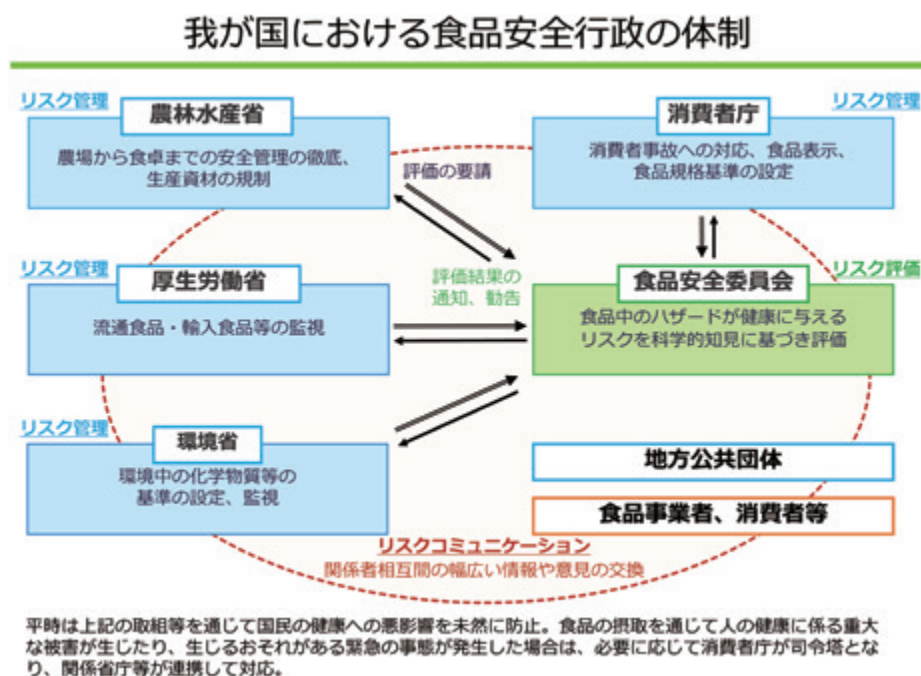 我が国における食品安全行政の体制
リスク管理
農林水産省
農場から食卓までの安全管理の徹底、
生産資材の規制
消費者庁
リスク管理
消費者事故への対応、食品表示、
食品規格基準の設定
評価の要請
リスク管理
厚生労働省
流通食品・輸入食品等の監視
評価結果の
通知、勧告
食品安全委員会
リスク評価
食品中のハザードが健康に与える
リスクを科学的知見に基づき評価
リスク管理
環境省
環境中の化学物質等の
基準の設定、監視
地方公共団体
食品事業者、消費者等
リスクコミュニケーション
関係者相互間の幅広い情報や意見の交換
平時は上記の取組等を通じて国民の健康への悪影響を未然に防止。食品の摂取を通じて人の健康に係る重大
な被害が生じたり、生じるおそれがある緊急の事態が発生した場合は、必要に応じて消費者庁が司令塔とな
り、関係省庁等が連携して対応。